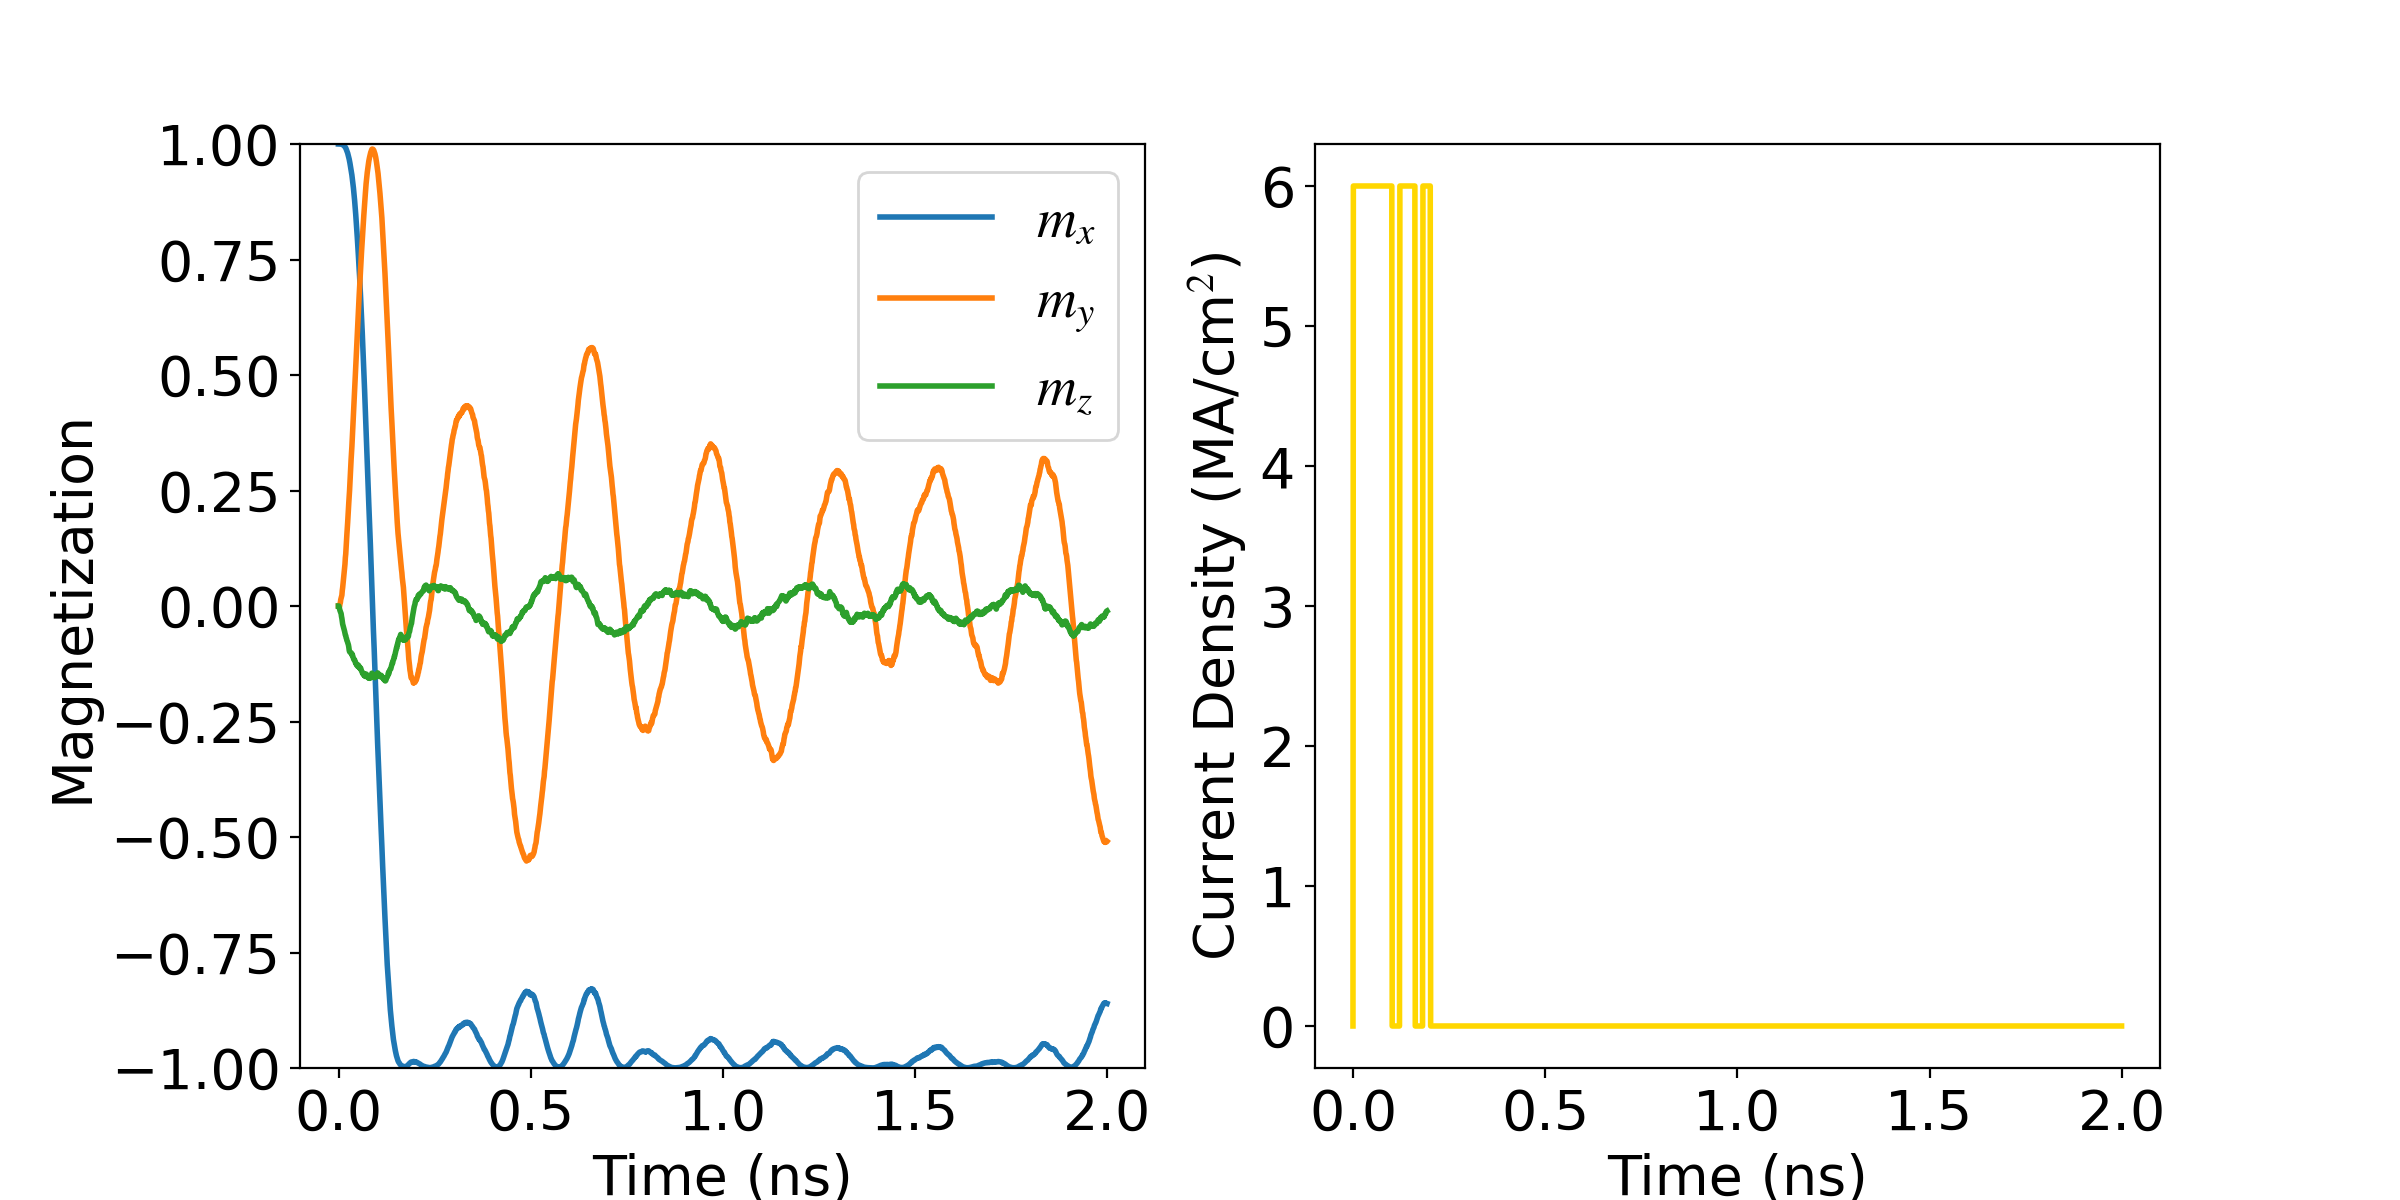 1.00
0.75
0.50
0.25
0.00
−0.25
−0.50
−0.75
−1.00
Magnetization
0.0 0.5 1.0 1.5 2.0
Time (ns)
m_x
m_y
m_z
6
5
4
3
2
1
0
Current Density (MA/cm²)
0.0 0.5 1.0 1.5 2.0
Time (ns)